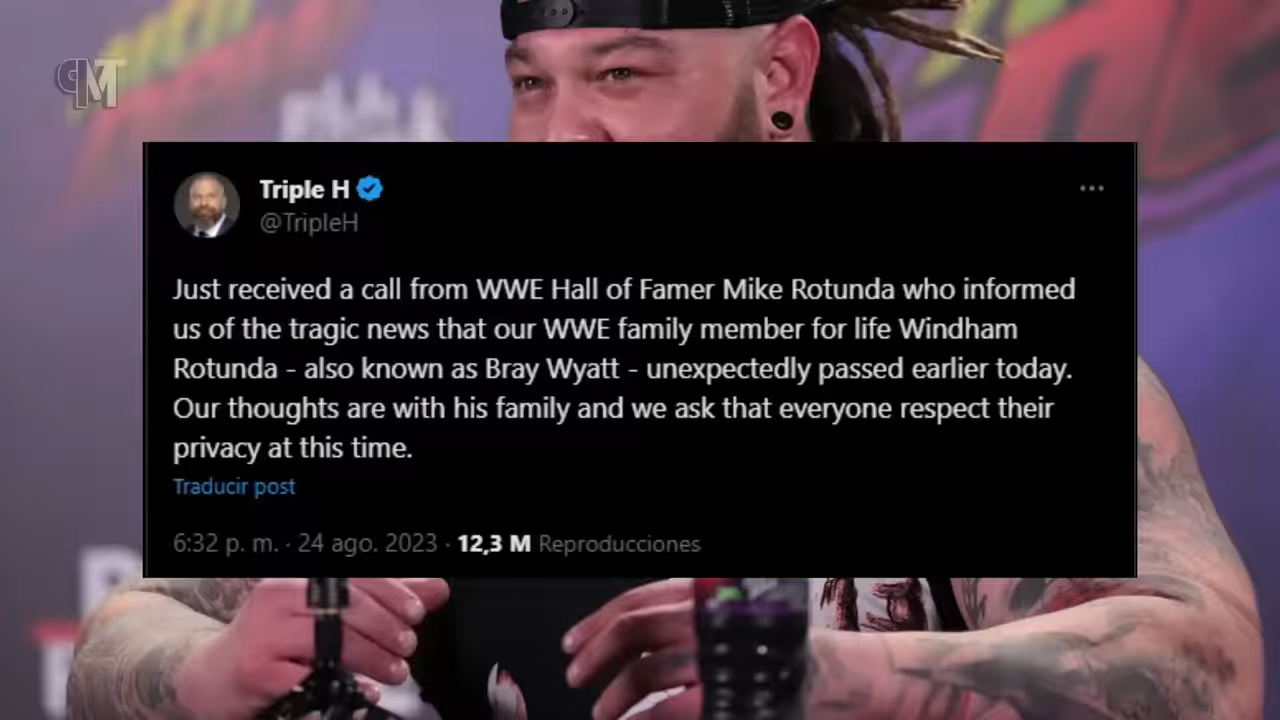 PMT
Triple H
@TripleH
Just received a call from WWE Hall of Famer Mike Rotunda who informed
us of the tragic news that our WWE family member for life Windham
Rotunda - also known as Bray Wyatt - unexpectedly passed earlier today.
Our thoughts are with his family and we ask that everyone respect their
privacy at this time.
Traducir post
6:32 p. m. · 24 ago. 2023 · 12,3 M Reproducciones